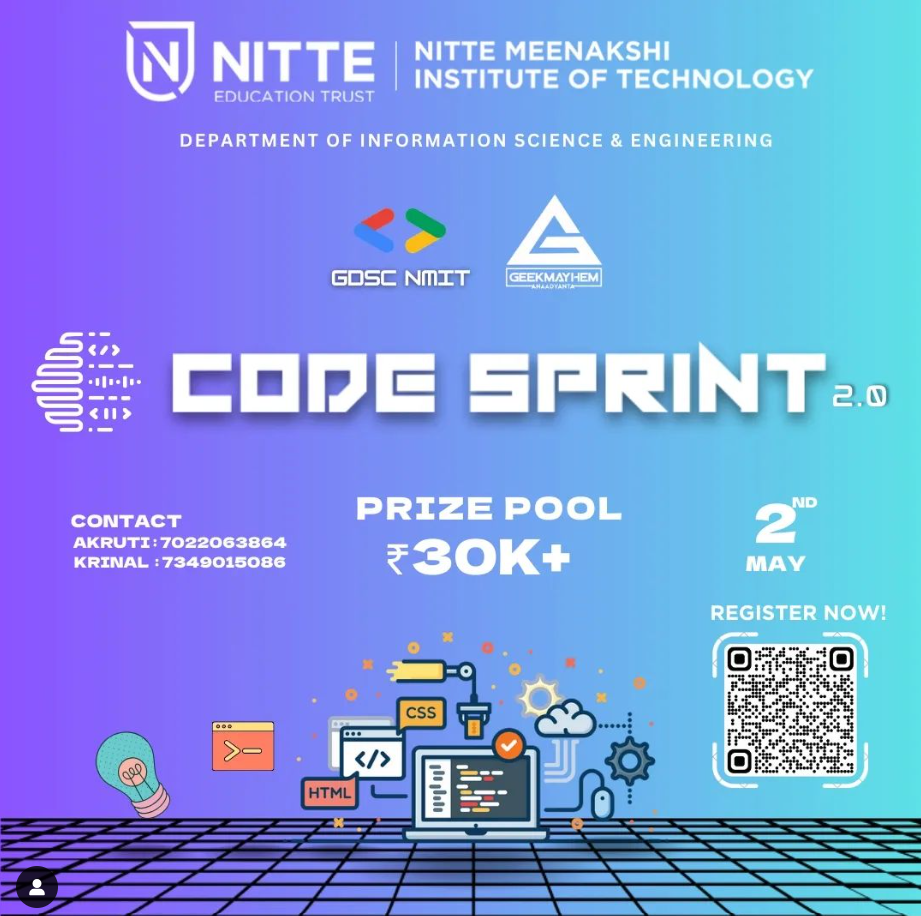 NITTE
EDUCATION TRUST
NITTE MEENAKSHI
INSTITUTE OF TECHNOLOGY
DEPARTMENT OF INFORMATION SCIENCE & ENGINEERING
GDSC NMIT
GEEKMAYHEM
ANAADYANTA
CODE SPRINT 2.0
CONTACT
AKRUTI:7022063864
KRINAL :7349015086
PRIZE POOL
₹30K+
2ND
MAY
REGISTER NOW!
CSS
</>
HTML